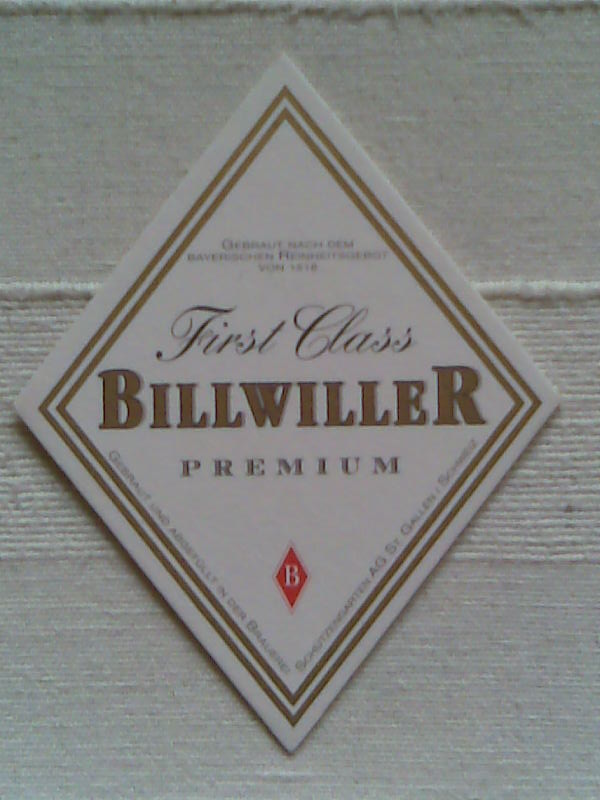 GEBRAUT NACH DEM
BAYERISCHEN REINHEITSGEBOT
VON 1516
First Class
BILLWILLER
PREMIUM
GEBRAUT UND ABGEFÜLLT IN DER BRAUEREI
SCHÜTZENGARTEN AG ST. GALLEN / SCHWEIZ
B